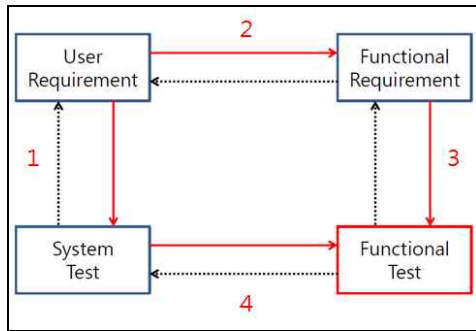 2
User
Requirement
Functional
Requirement
1
3
System
Test
Functional
Test
4